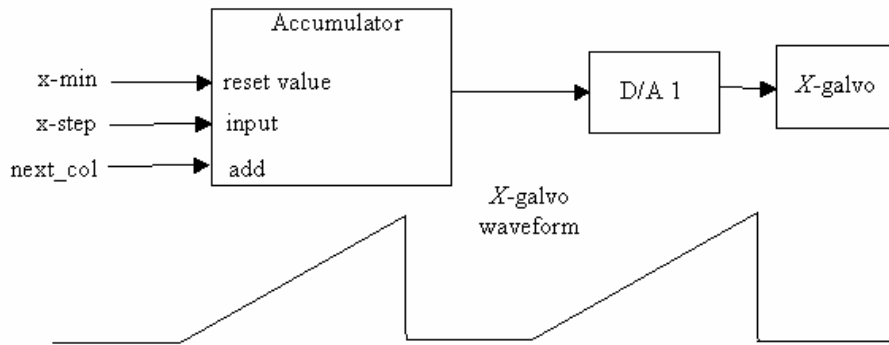 Accumulator
x-min
reset value
x-step
input
next_col
add
D/A 1
X-galvo
X-galvo
waveform